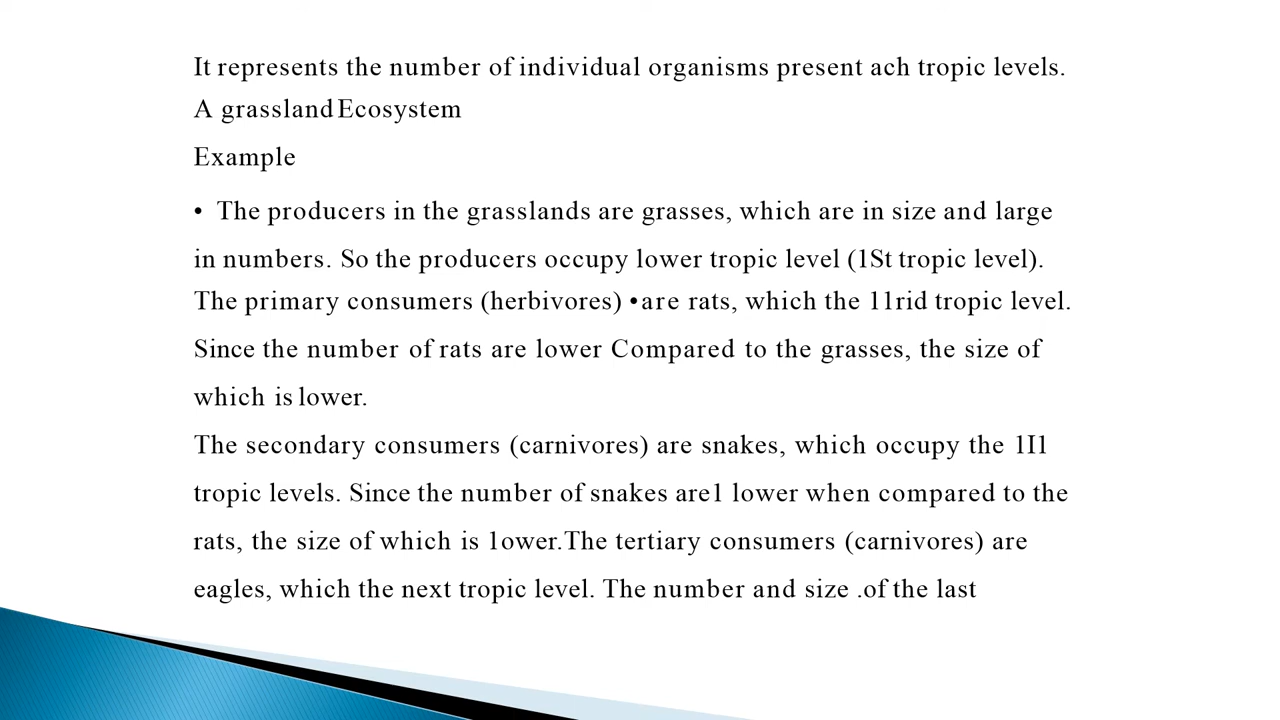 It represents the number of individual organisms present ach tropic levels.
A grassland Ecosystem
Example
• The producers in the grasslands are grasses, which are in size and large
in numbers. So the producers occupy lower tropic level (1St tropic level).
The primary consumers (herbivores) •are rats, which the 11rid tropic level.
Since the number of rats are lower Compared to the grasses, the size of
which is lower.
The secondary consumers (carnivores) are snakes, which occupy the 1I1
tropic levels. Since the number of snakes are1 lower when compared to the
rats, the size of which is 1ower.The tertiary consumers (carnivores) are
eagles, which the next tropic level. The number and size .of the last